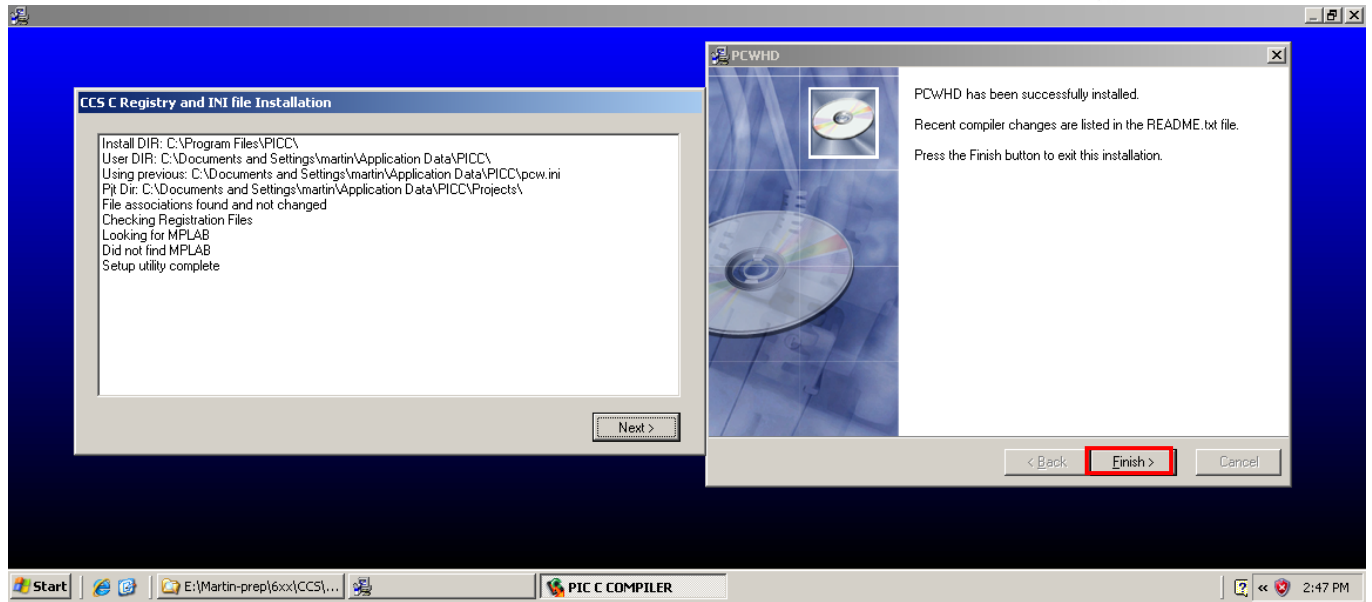 CCS C Registry and INI file Installation
Install DIR: C:\Program Files\PICC\
User DIR: C:\Documents and Settings\martin\Application Data\PICC\
Using previous: C:\Documents and Settings\martin\Application Data\PICC\pcw.ini
Pjt Dir: C:\Documents and Settings\martin\Application Data\PICC\Projects\
File associations found and not changed
Checking Registration Files
Looking for MPLAB
Did not find MPLAB
Setup utility complete
Next >
PCWHD
PCWHD has been successfully installed.
Recent compiler changes are listed in the README.txt file.
Press the Finish button to exit this installation.
< Back
Finish >
Cancel
Start
E:\Martin-prep\6xx\CCS\...
PIC C COMPILER
«
2:47 PM